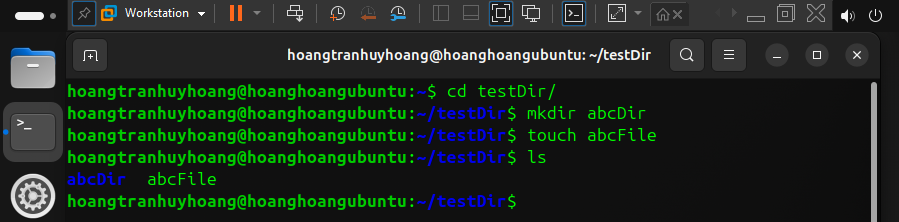 Workstation
hoangtranhuyhoang@hoanghoangubuntu: ~/testDir
hoangtranhuyhoang@hoanghoangubuntu:~$ cd testDir/
hoangtranhuyhoang@hoanghoangubuntu:~/testDir$ mkdir abcDir
hoangtranhuyhoang@hoanghoangubuntu:~/testDir$ touch abcFile
hoangtranhuyhoang@hoanghoangubuntu:~/testDir$ ls
abcDir  abcFile
hoangtranhuyhoang@hoanghoangubuntu:~/testDir$